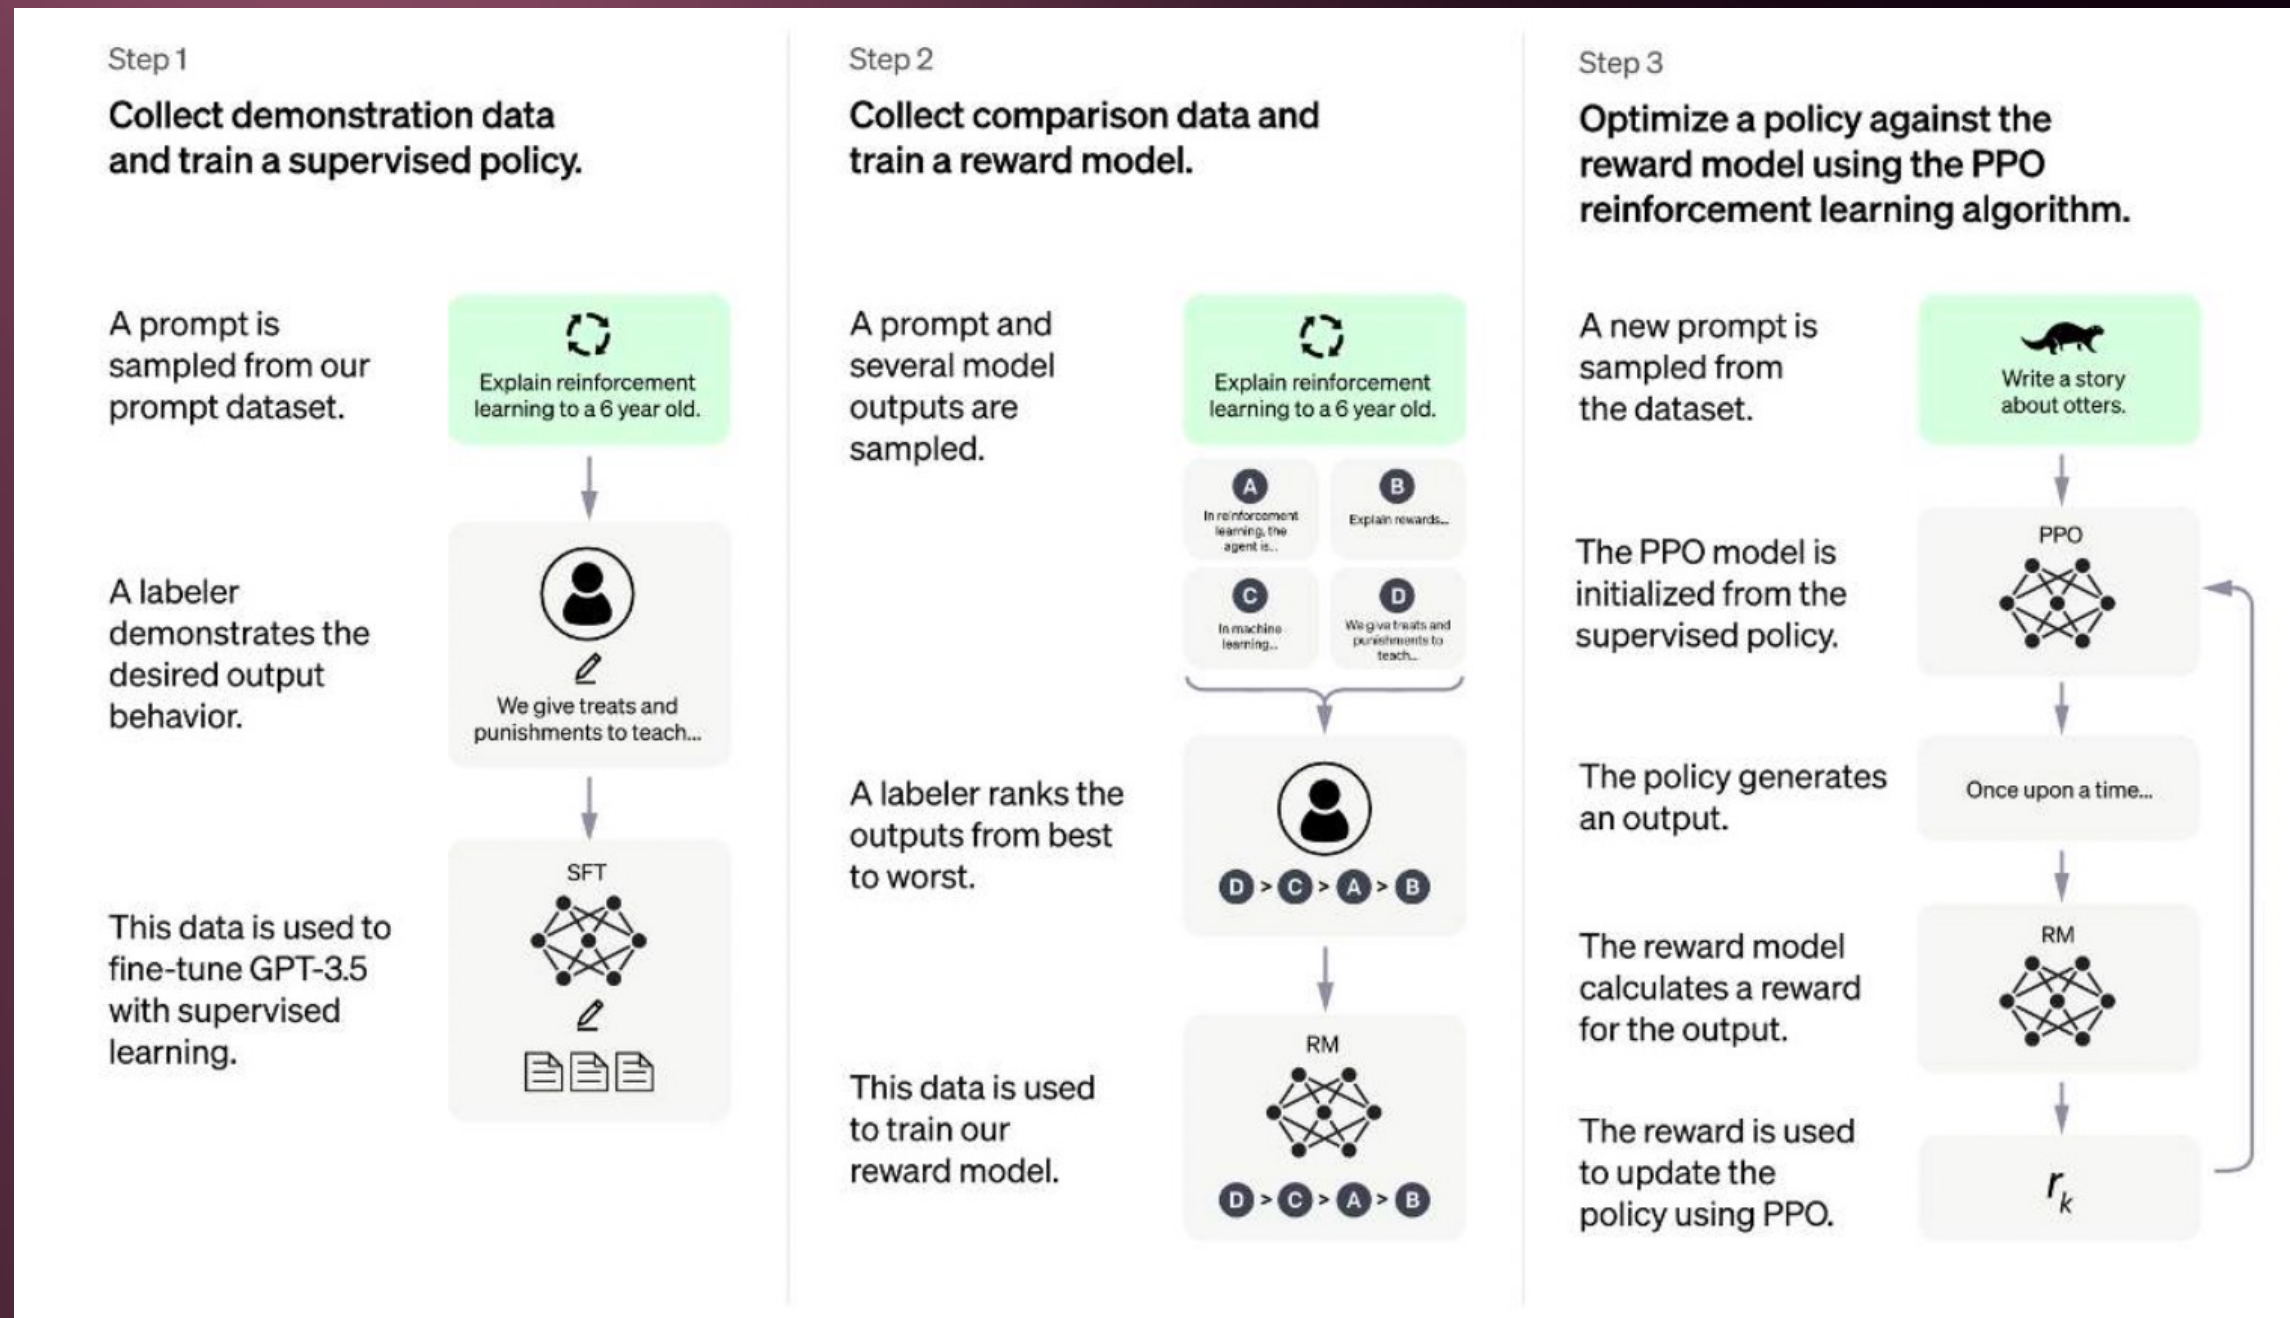 Step 1
Collect demonstration data
and train a supervised policy.
A prompt is
sampled from our
prompt dataset.
Explain reinforcement
learning to a 6 year old.
A labeler
demonstrates the
desired output
behavior.
We give treats and
punishments to teach...
This data is used to
fine-tune GPT-3.5
with supervised
learning.
SFT
Step 2
Collect comparison data and
train a reward model.
A prompt and
several model
outputs are
sampled.
Explain reinforcement
learning to a 6 year old.
A
In reinforcement
learning, the
agent is...
B
Explain rewards...
C
In machine
learning...
D
We give treats and
punishments to
teach...
A labeler ranks the
outputs from best
to worst.
D > C > A > B
This data is used
to train our
reward model.
RM
D > C > A > B
Step 3
Optimize a policy against the
reward model using the PPO
reinforcement learning algorithm.
A new prompt is
sampled from
the dataset.
Write a story
about otters.
The PPO model is
initialized from the
supervised policy.
PPO
The policy generates
an output.
Once upon a time...
The reward model
calculates a reward
for the output.
RM
The reward is used
to update the
policy using PPO.
rk